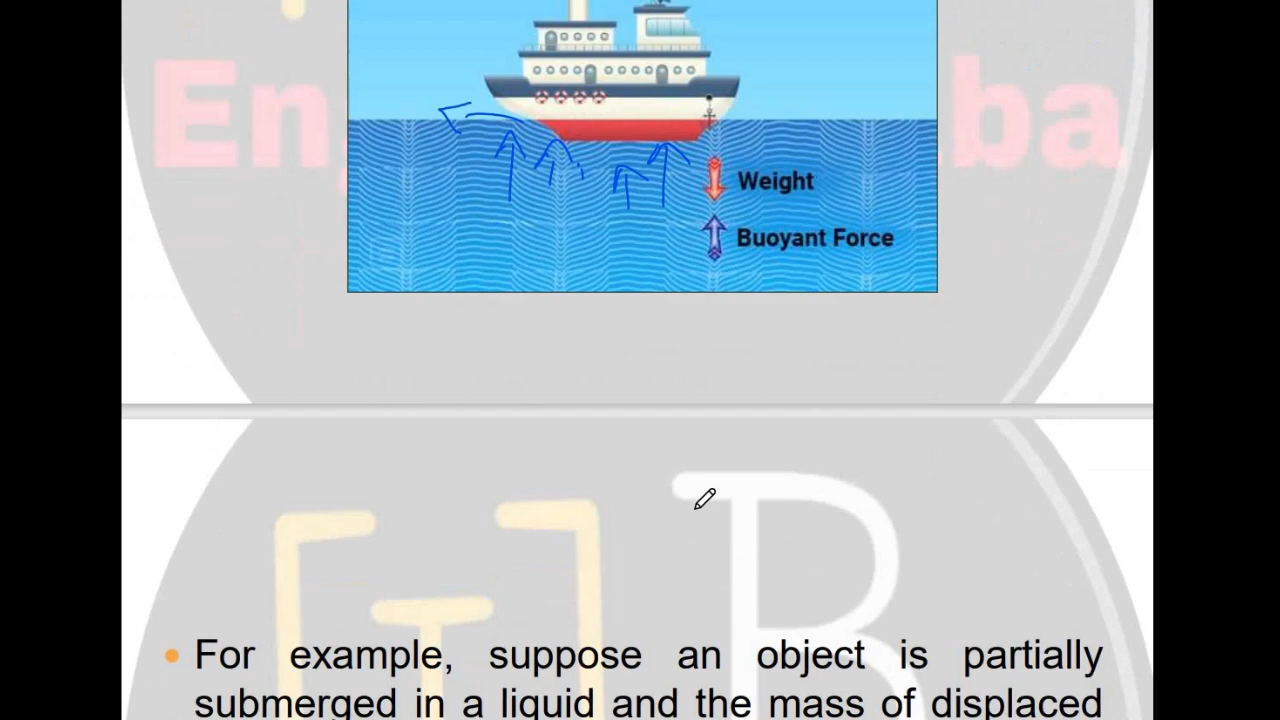 Weight
Buoyant Force
• For example, suppose an object is partially
submerged in a liquid and the mass of displaced